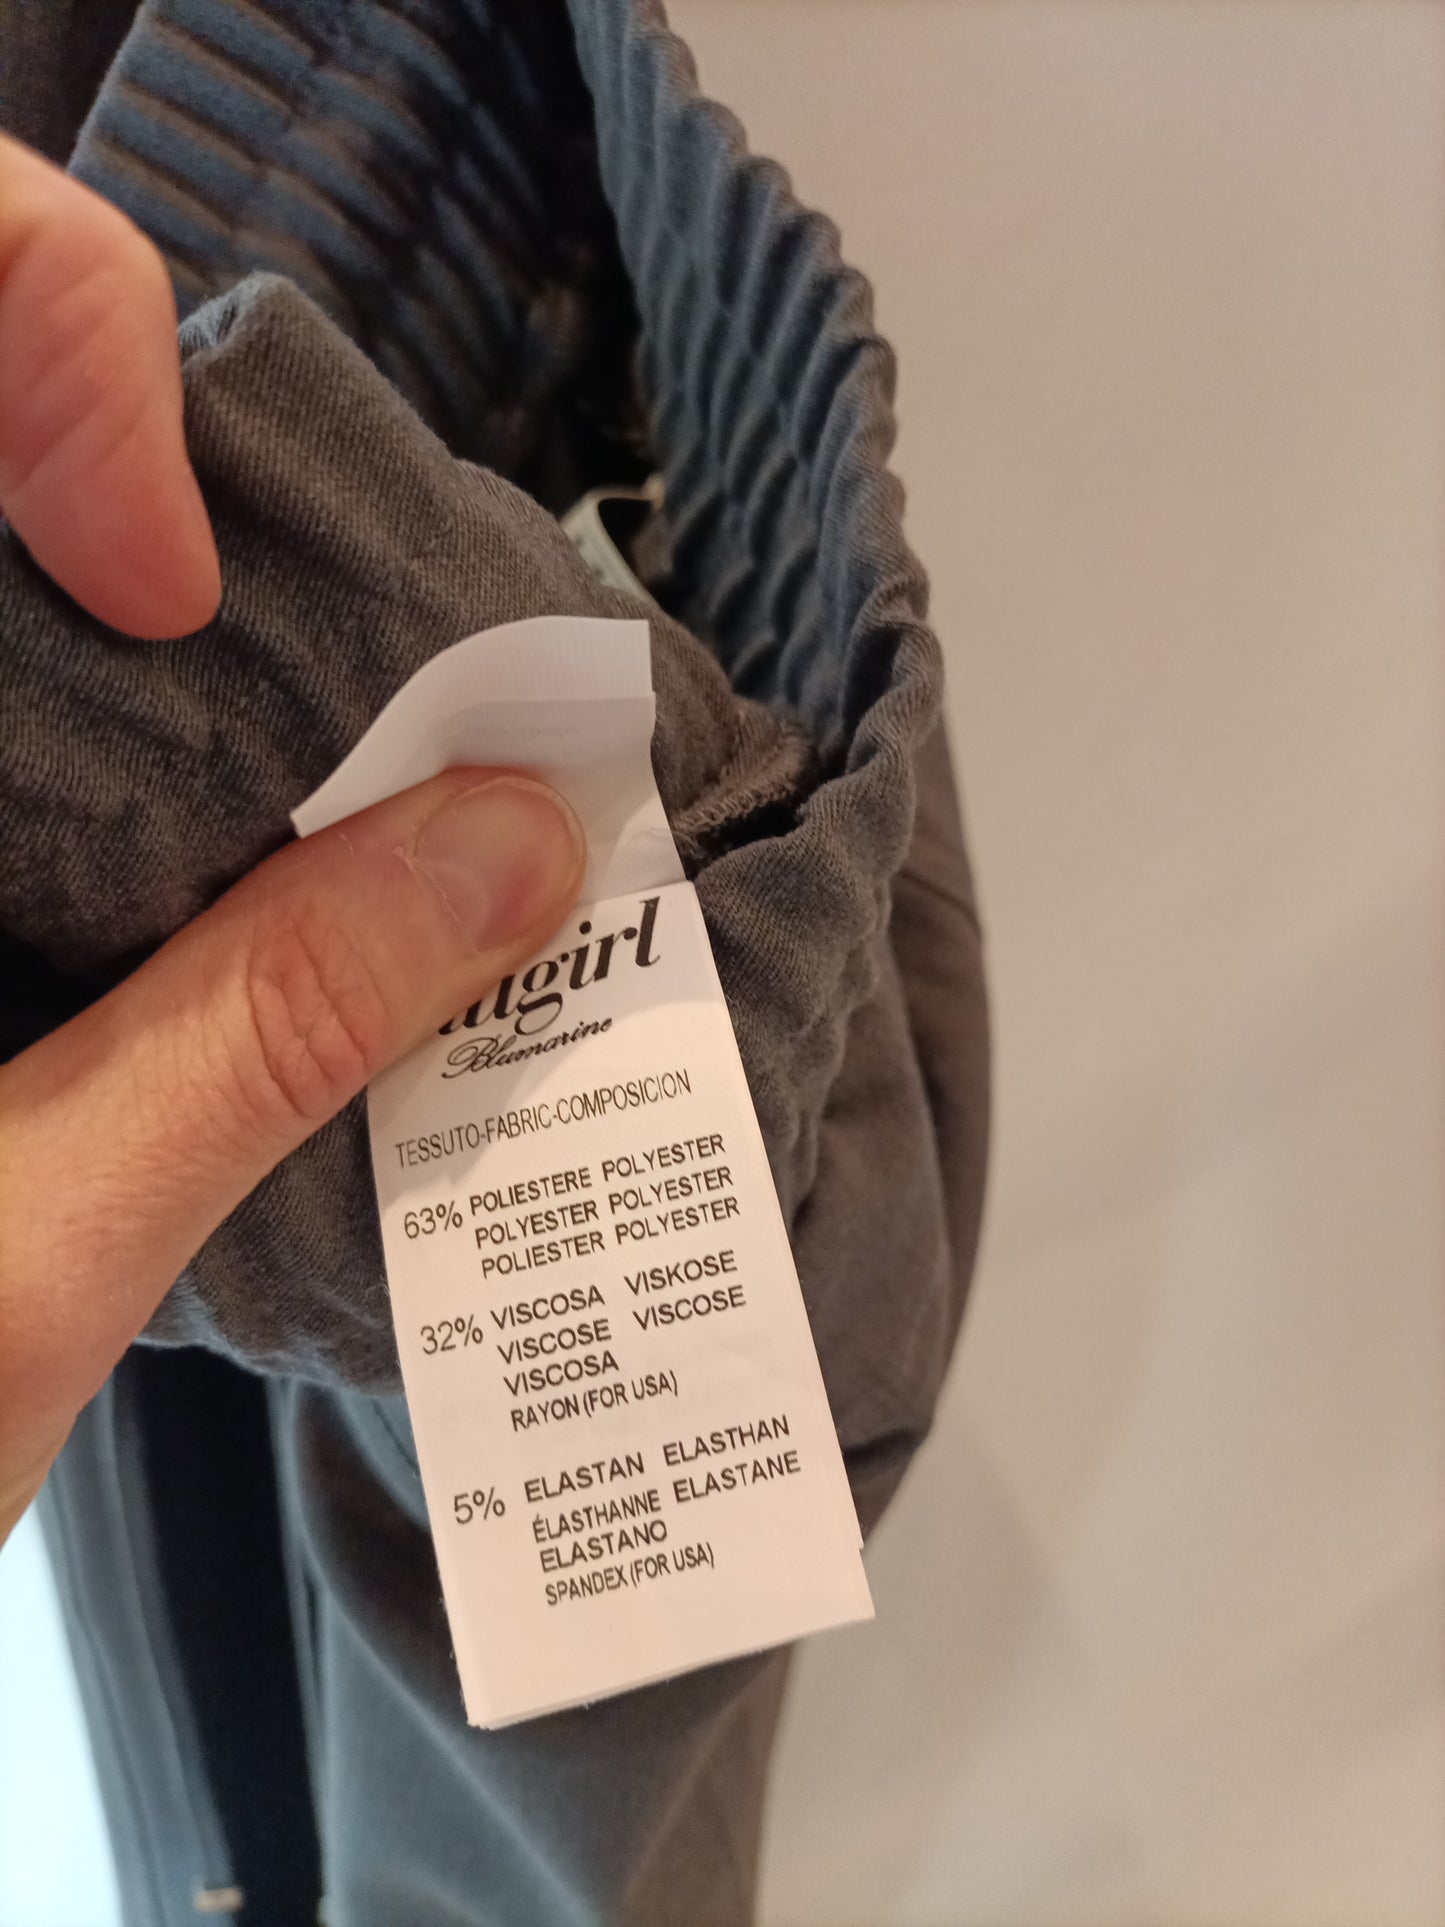 Blumarine
TESSUTO-FABRIC-COMPOSICION
63% POLIESTERE POLYESTER
POLYESTER POLYESTER
POLIESTER POLYESTER
32% VISCOSA VISKOSE
VISCOSE VISCOSE
VISCOSA
RAYON (FOR USA)
5% ELASTAN ELASTHAN
ÉLASTHANNE ELASTANE
ELASTANO
SPANDEX (FOR USA)